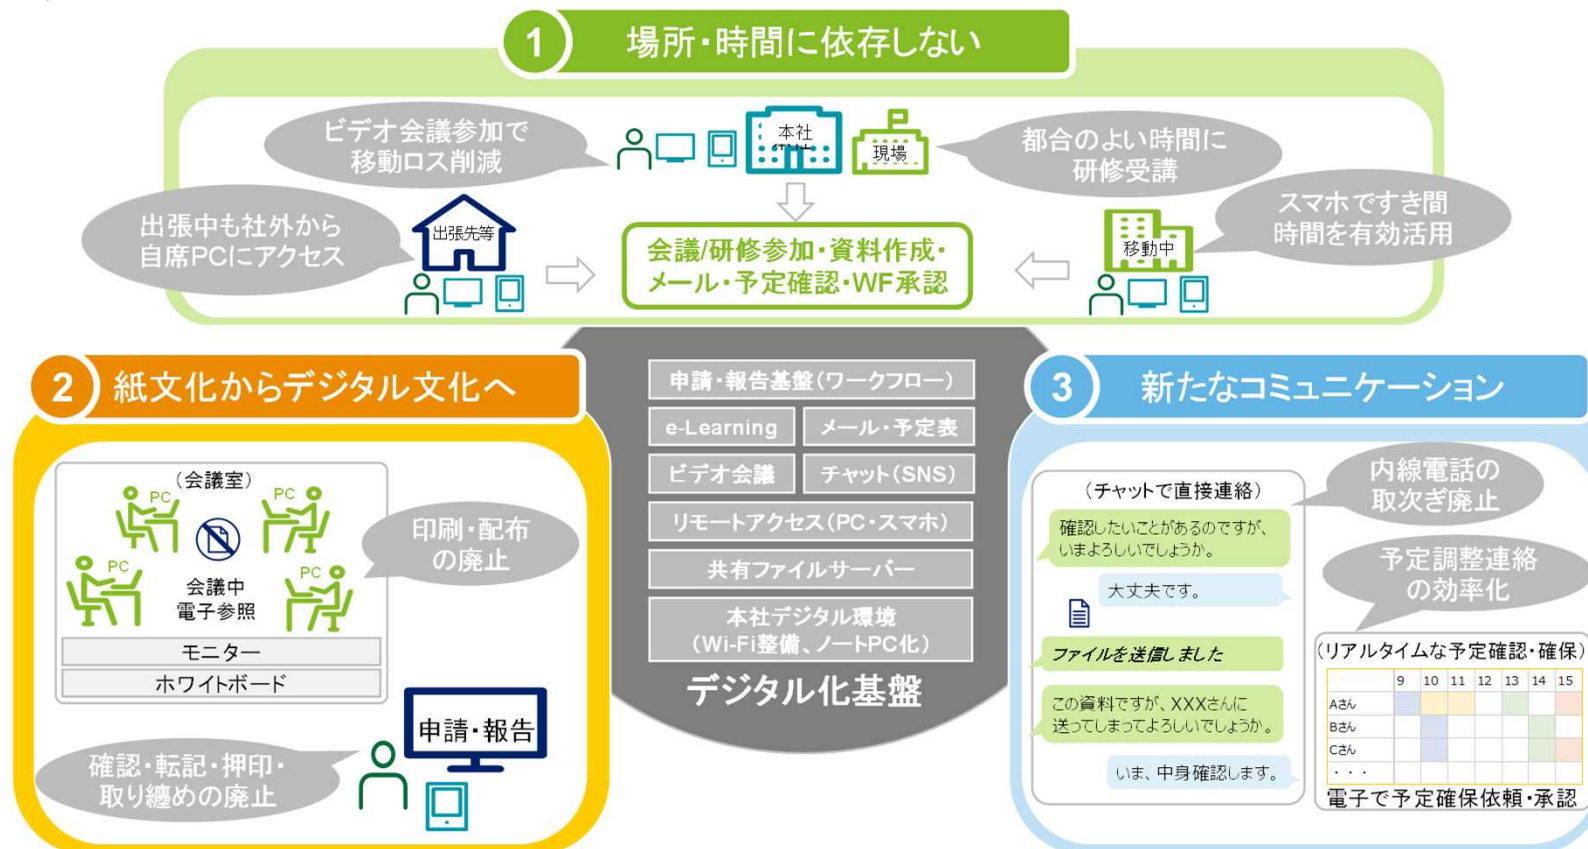 1 場所・時間に依存しない
ビデオ会議参加で
移動ロス削減
本社
現場
都合のよい時間に
研修受講
出張中も社外から
自席PCにアクセス
出張先等
会議/研修参加・資料作成・
メール・予定確認・WF承認
移動中
スマホですき間
時間を有効活用
2 紙文化からデジタル文化へ
(会議室)
PC
PC
PC
PC
会議中
電子参照
モニター
ホワイトボード
印刷・配布
の廃止
確認・転記・押印・
取り纏めの廃止
申請・報告
申請・報告基盤(ワークフロー)
e-Learning
メール・予定表
ビデオ会議
チャット(SNS)
リモートアクセス(PC・スマホ)
共有ファイルサーバー
本社デジタル環境
(Wi-Fi整備、ノートPC化)
デジタル化基盤
3 新たなコミュニケーション
(チャットで直接連絡)
確認したいことがあるのですが、
いまよろしいでしょうか。
大丈夫です。
ファイルを送信しました
この資料ですが、XXXさんに
送ってしまってよろしいでしょうか。
いま、中身確認します。
内線電話の
取次ぎ廃止
予定調整連絡
の効率化
(リアルタイムな予定確認・確保)
9 10 11 12 13 14 15
Aさん
Bさん
Cさん
・・・
電子で予定確保依頼・承認